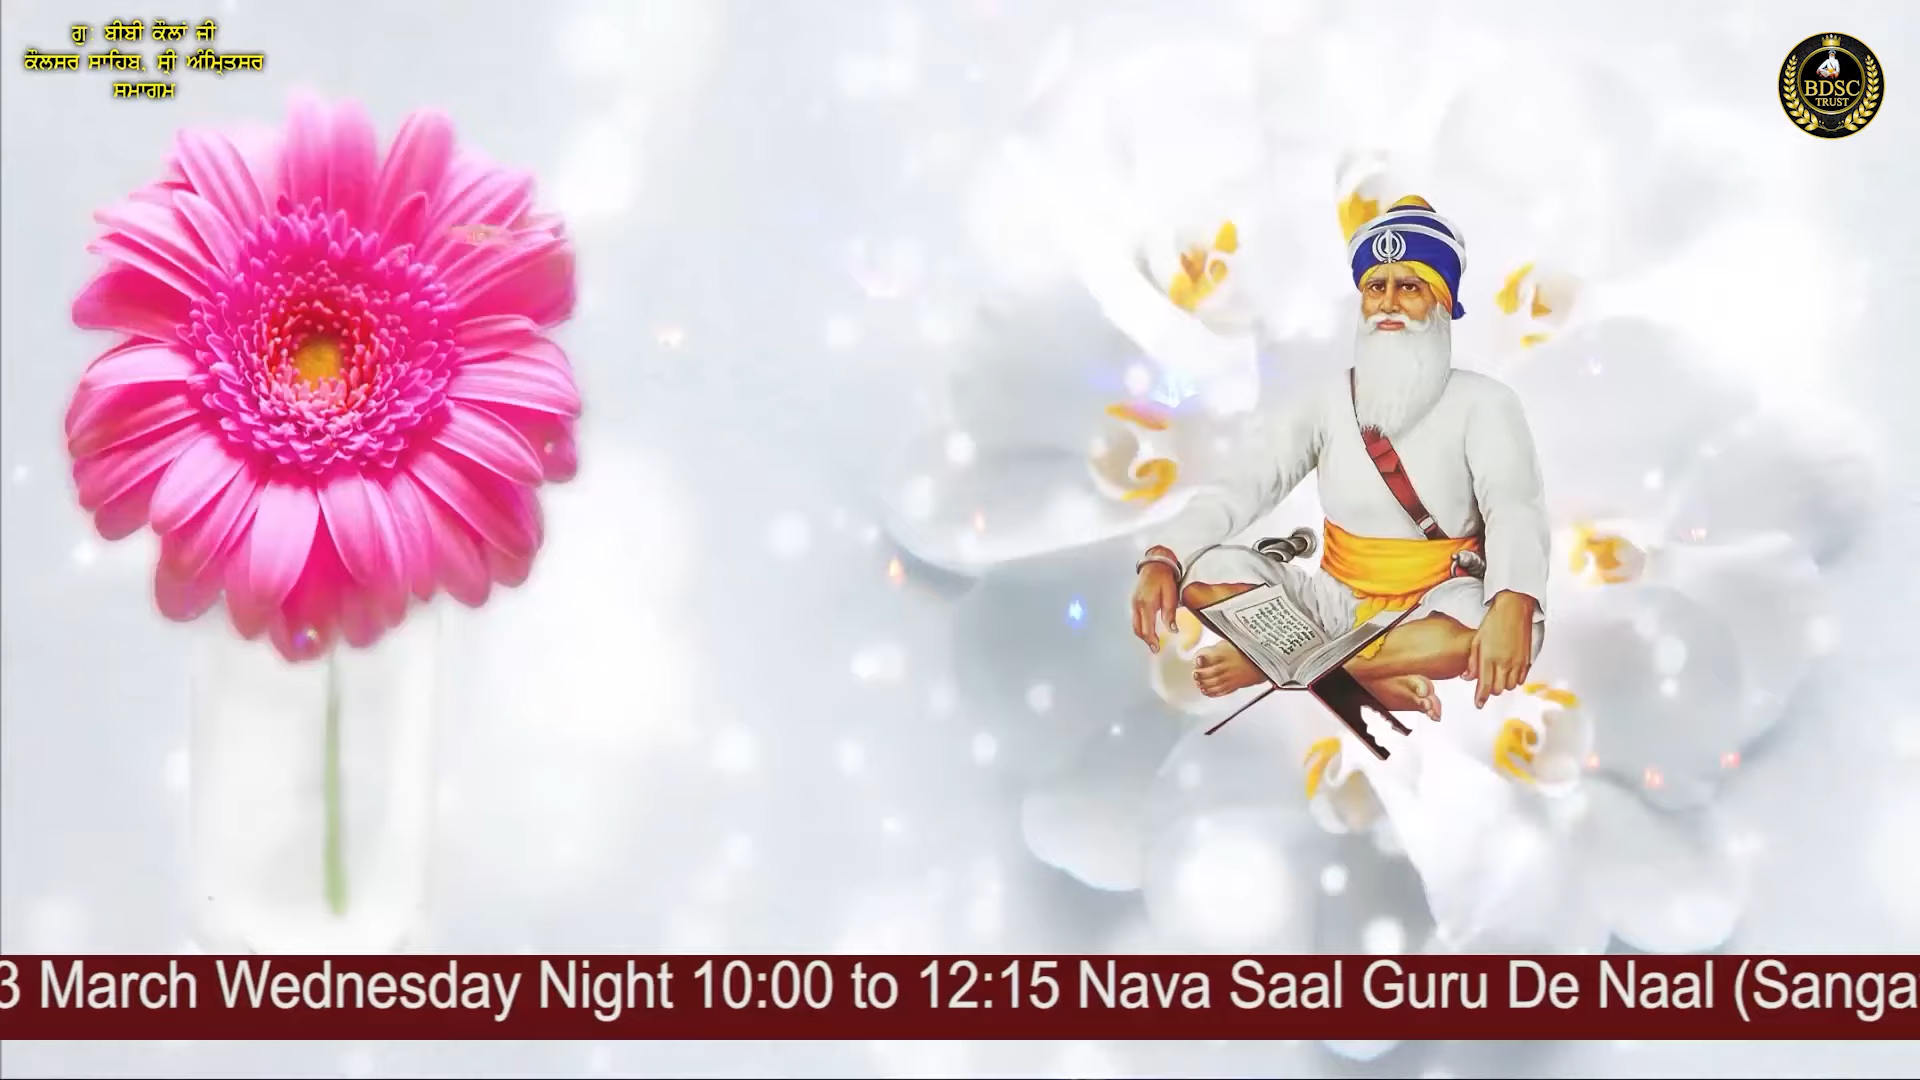 ਗੁ: ਬੀਬੀ ਕੌਲਾਂ ਜੀ
ਕੌਲਸਰ ਸਾਹਿਬ, ਸ੍ਰੀ ਅੰਮ੍ਰਿਤਸਰ
ਸਮਾਗਮ
BDSC
TRUST
3 March Wednesday Night 10:00 to 12:15 Nava Saal Guru De Naal (Sanga